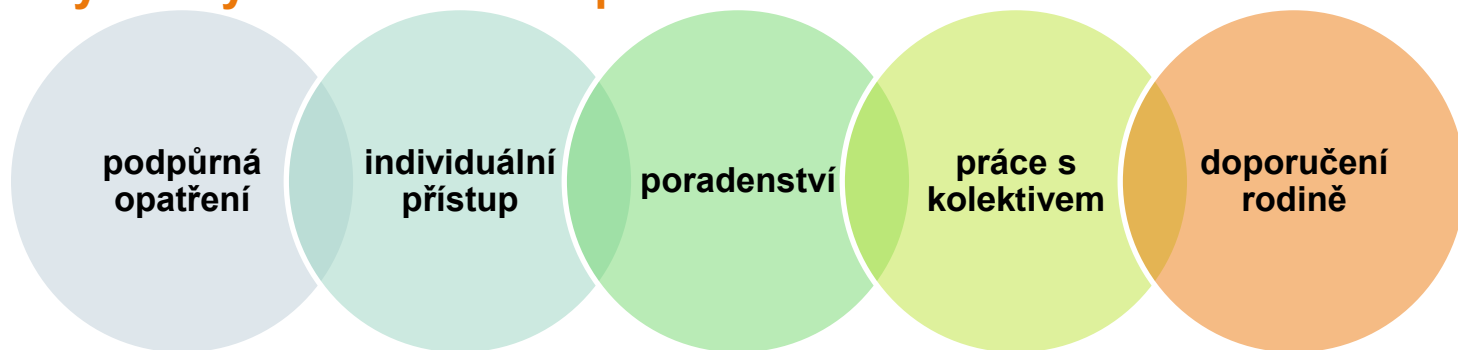 podpůrná
opatření
individuální
přístup
poradenství
práce s
kolektivem
doporučení
rodině